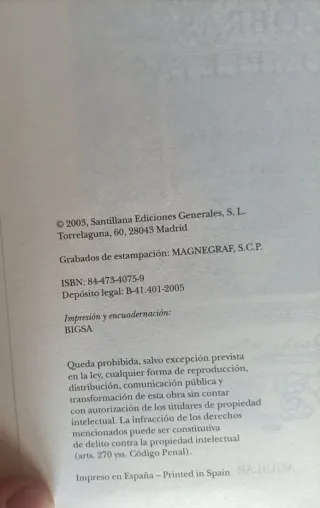 © 2003, Santillana Ediciones Generales, S. L.
Torrelaguna, 60, 28043 Madrid
Grabados de estampación: MAGNEGRAF, S.C.P.
ISBN: 84-473-4075-9
Depósito legal: B-41.401-2005
Impresión y encuadernación:
BIGSA
Queda prohibida, salvo excepción prevista
en la ley, cualquier forma de reproducción,
distribución, comunicación pública y
transformación de esta obra sin contar
con autorización de los titulares de propiedad
intelectual. La infracción de los derechos
mencionados puede ser constitutiva
de delito contra la propiedad intelectual
(arts. 270 yss. Código Penal).
Impreso en España – Printed in Spain